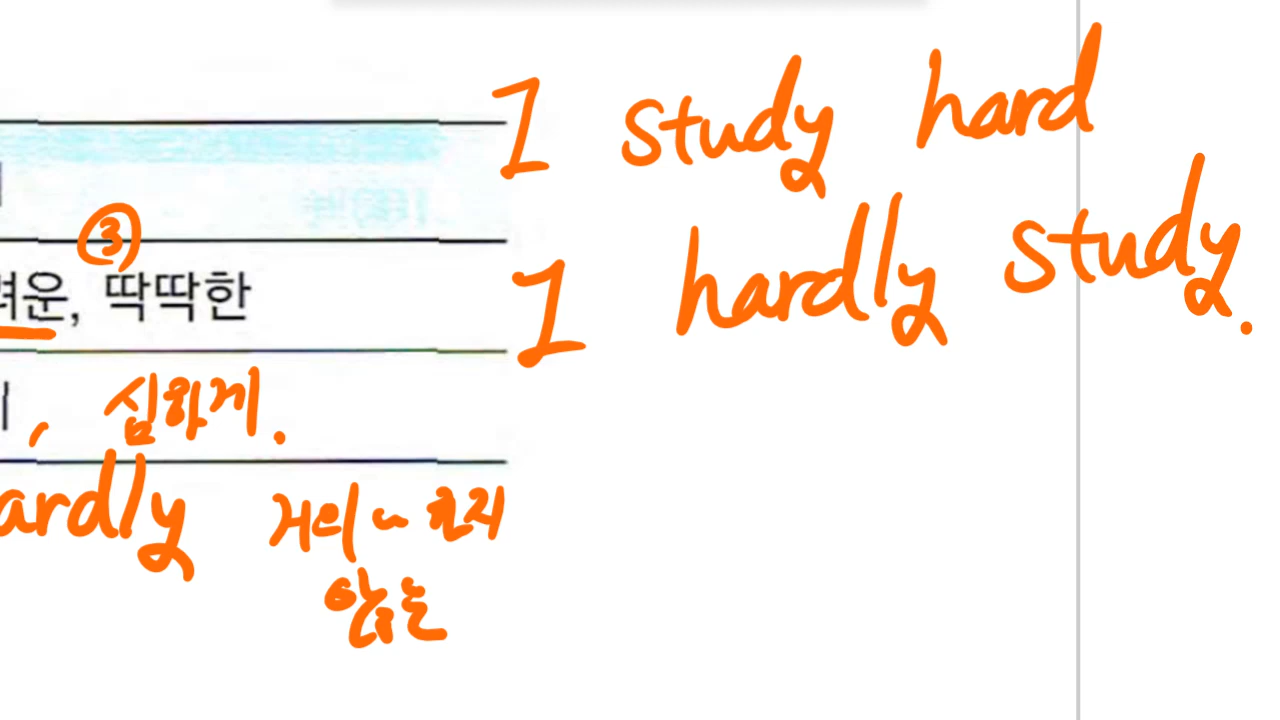 I study hard
③
려운, 딱딱한
I hardly study.
, 심하게.
ardly 거의 ~ 하지
않는